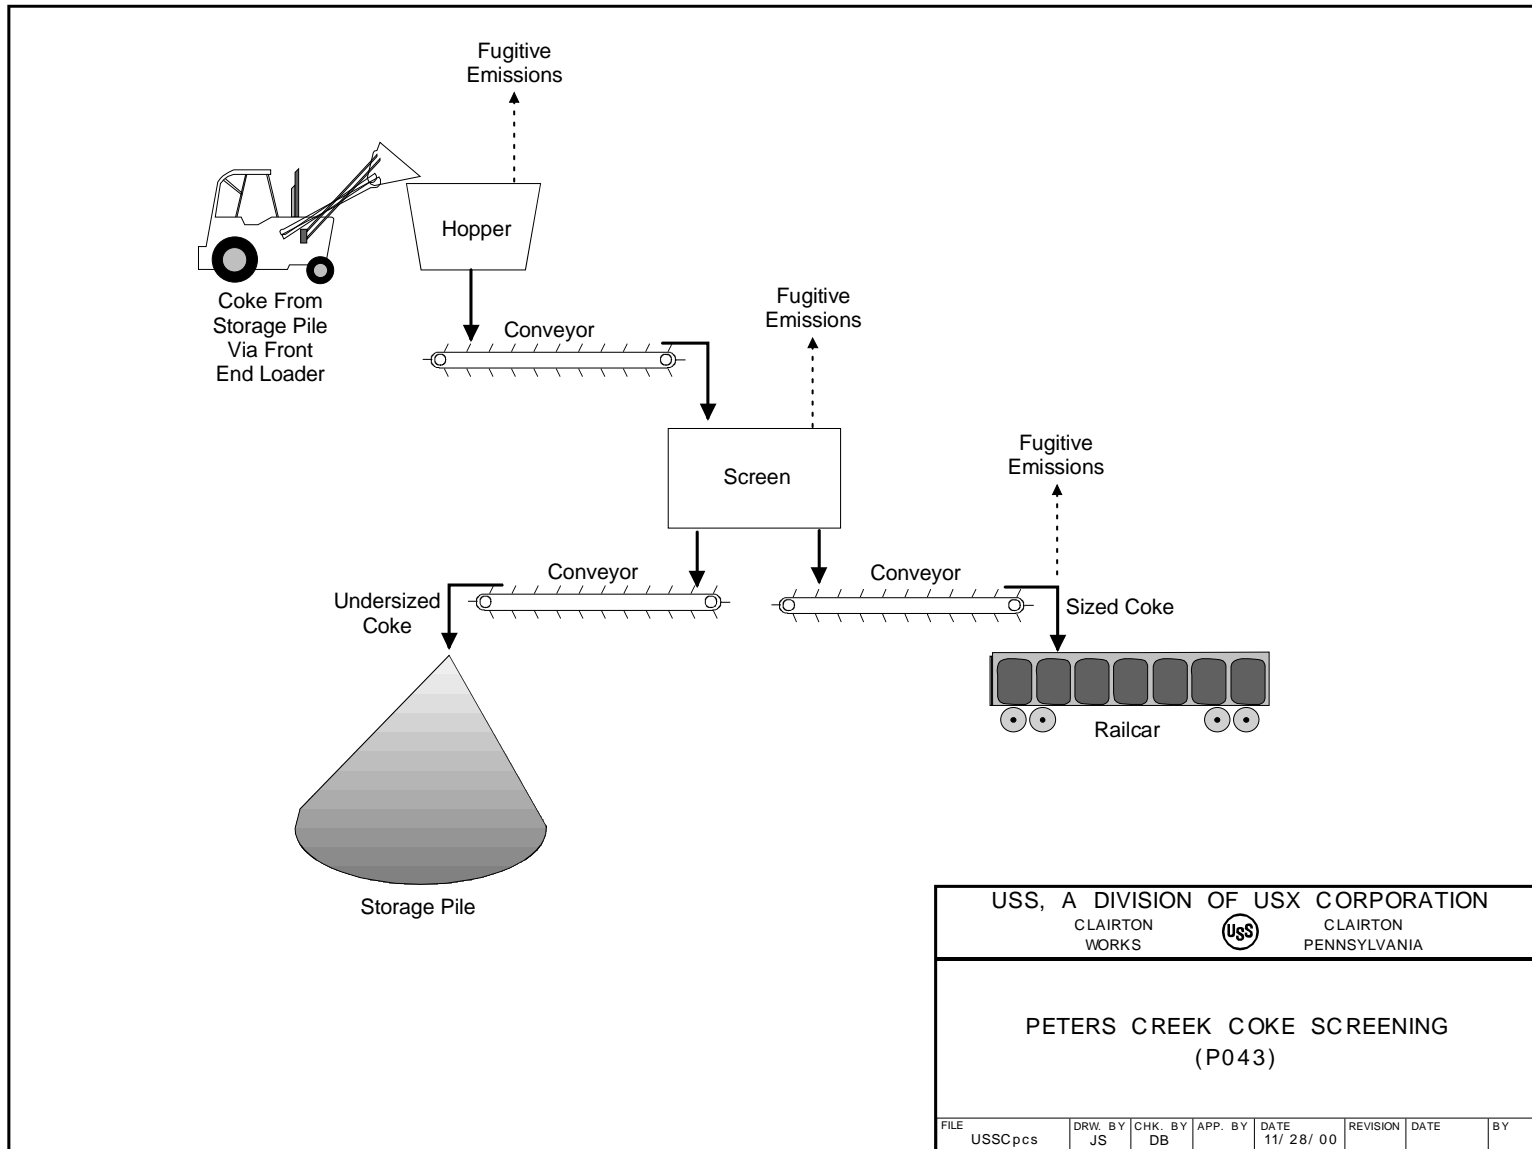 Fugitive
Emissions
Hopper
Coke From
Storage Pile
Via Front
End Loader
Conveyor
Fugitive
Emissions
Screen
Fugitive
Emissions
Conveyor
Conveyor
Undersized
Coke
Sized Coke
Railcar
Storage Pile
USS, A DIVISION OF USX CORPORATION
CLAIRTON
WORKS
USS
CLAIRTON
PENNSYLVANIA
PETERS CREEK COKE SCREENING
(P043)
FILE
USSCpcs
DRW. BY
JS
CHK. BY
DB
APP. BY
DATE
11/ 28/ 00
REVISION
DATE
BY